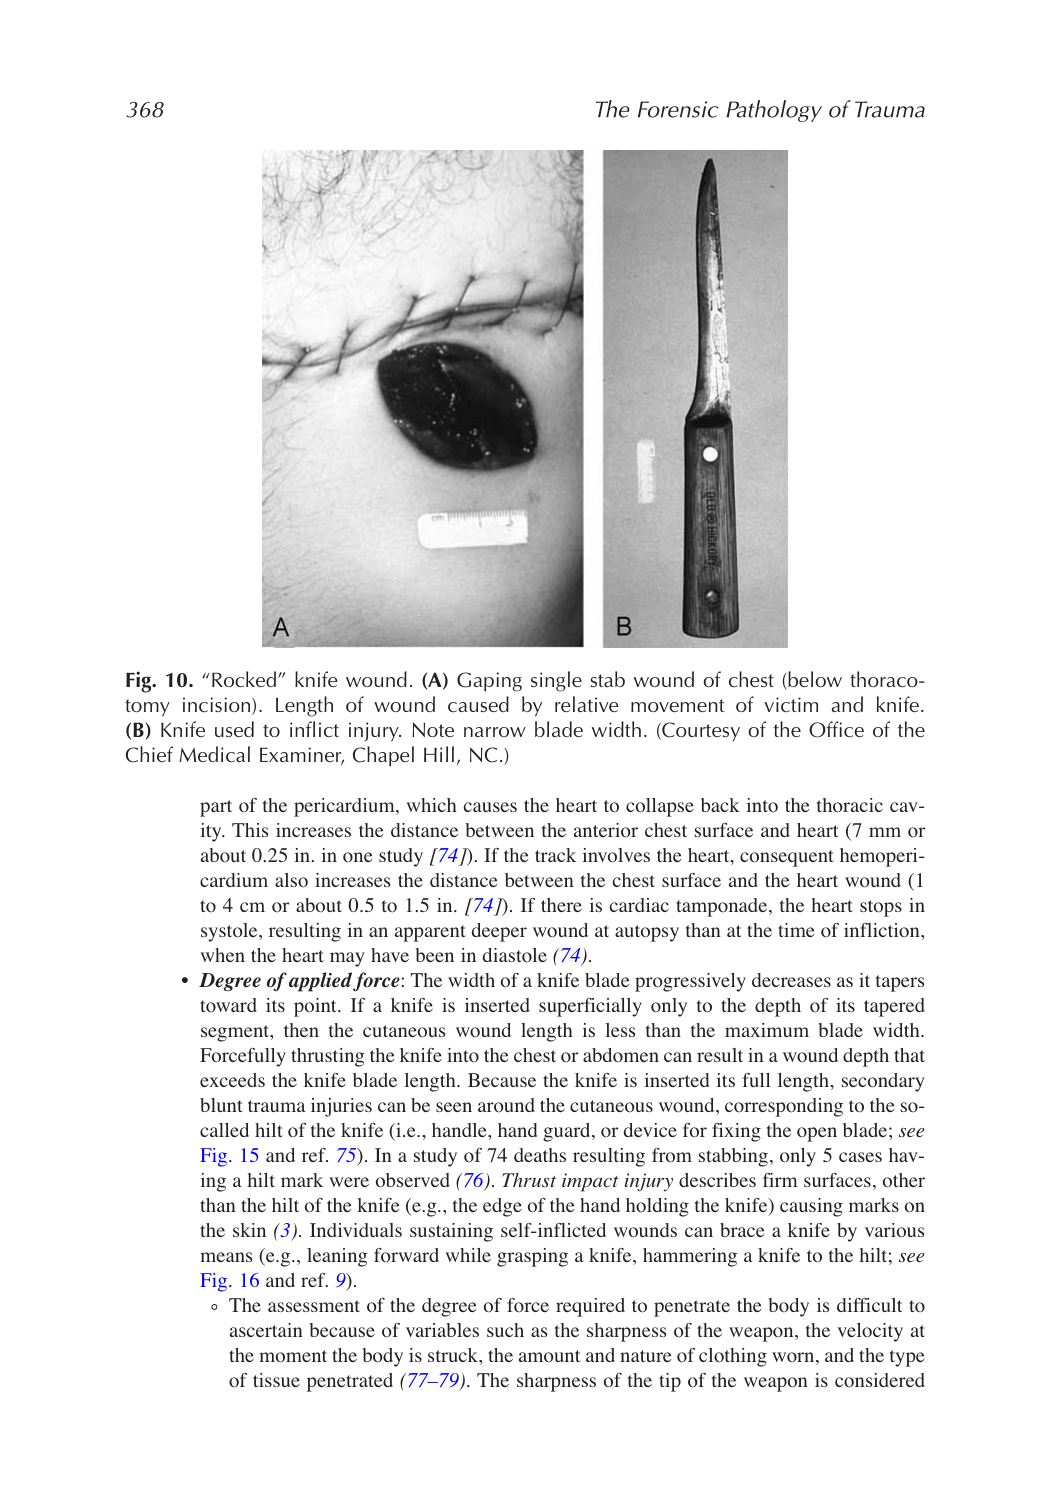 368
The Forensic Pathology of Trauma
cm
OLD HICKORY
A
B
Fig. 10. “Rocked” knife wound. (A) Gaping single stab wound of chest (below thoraco-
tomy incision). Length of wound caused by relative movement of victim and knife.
(B) Knife used to inflict injury. Note narrow blade width. (Courtesy of the Office of the
Chief Medical Examiner, Chapel Hill, NC.)
part of the pericardium, which causes the heart to collapse back into the thoracic cav-
ity. This increases the distance between the anterior chest surface and heart (7 mm or
about 0.25 in. in one study [74]). If the track involves the heart, consequent hemoperi-
cardium also increases the distance between the chest surface and the heart wound (1
to 4 cm or about 0.5 to 1.5 in. [74]). If there is cardiac tamponade, the heart stops in
systole, resulting in an apparent deeper wound at autopsy than at the time of infliction,
when the heart may have been in diastole (74).
• Degree of applied force: The width of a knife blade progressively decreases as it tapers
toward its point. If a knife is inserted superficially only to the depth of its tapered
segment, then the cutaneous wound length is less than the maximum blade width.
Forcefully thrusting the knife into the chest or abdomen can result in a wound depth that
exceeds the knife blade length. Because the knife is inserted its full length, secondary
blunt trauma injuries can be seen around the cutaneous wound, corresponding to the so-
called hilt of the knife (i.e., handle, hand guard, or device for fixing the open blade; see
Fig. 15 and ref. 75). In a study of 74 deaths resulting from stabbing, only 5 cases hav-
ing a hilt mark were observed (76). Thrust impact injury describes firm surfaces, other
than the hilt of the knife (e.g., the edge of the hand holding the knife) causing marks on
the skin (3). Individuals sustaining self-inflicted wounds can brace a knife by various
means (e.g., leaning forward while grasping a knife, hammering a knife to the hilt; see
Fig. 16 and ref. 9).
◦ The assessment of the degree of force required to penetrate the body is difficult to
ascertain because of variables such as the sharpness of the weapon, the velocity at
the moment the body is struck, the amount and nature of clothing worn, and the type
of tissue penetrated (77–79). The sharpness of the tip of the weapon is considered